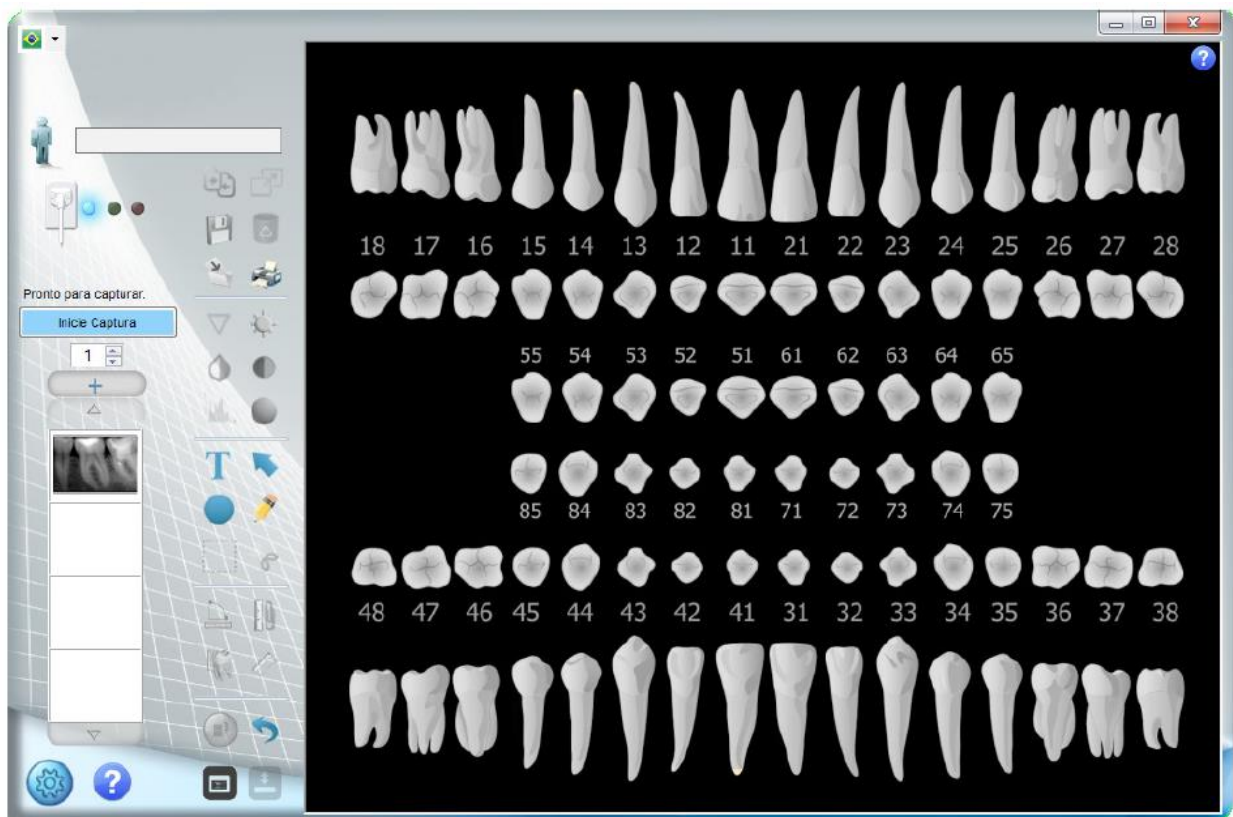 ?
Pronto para capturar.
Inicie Captura
1
+
T
?
18 17 16 15 14 13 12 11 21 22 23 24 25 26 27 28
55 54 53 52 51 61 62 63 64 65
85 84 83 82 81 71 72 73 74 75
48 47 46 45 44 43 42 41 31 32 33 34 35 36 37 38